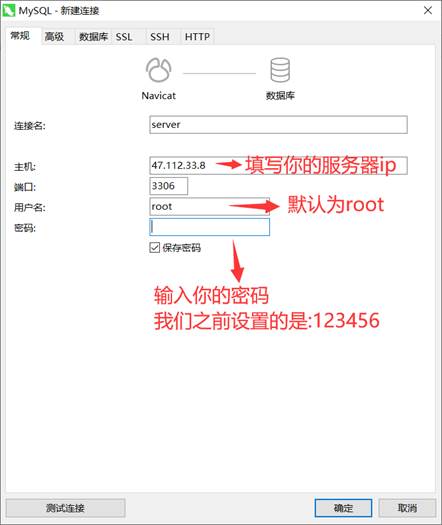 MySQL - 新建连接
常规 高级 数据库 SSL SSH HTTP
Navicat 数据库
连接名: server
主机: 47.112.33.8 填写你的服务器ip
端口: 3306
用户名: root 默认为root
密码:
保存密码
输入你的密码
我们之前设置的是:123456
测试连接 确定 取消